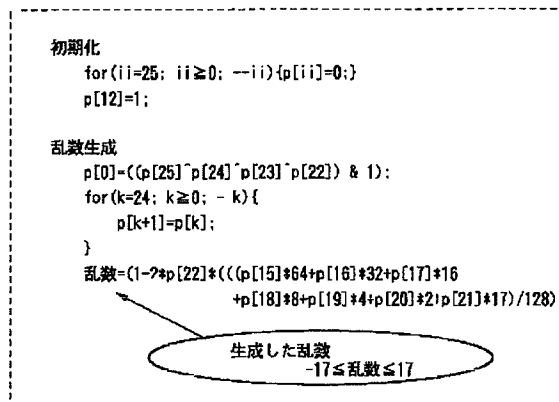 初期化
for(ii=25; ii≧0; --ii){p[ii]=0;}
p[12]=1;
乱数生成
p[0]=((p[25]^p[24]^p[23]^p[22]) & 1);
for(k=24; k≧0; - k){
p[k+1]=p[k];
}
乱数=(1-?*p[22]*(((p[15]*64+p[16]*32+p[17]*16
+p[18]*8+p[19]*4+p[20]*2+p[21]*17)/128)
生成した乱数
-17≦乱数≦17